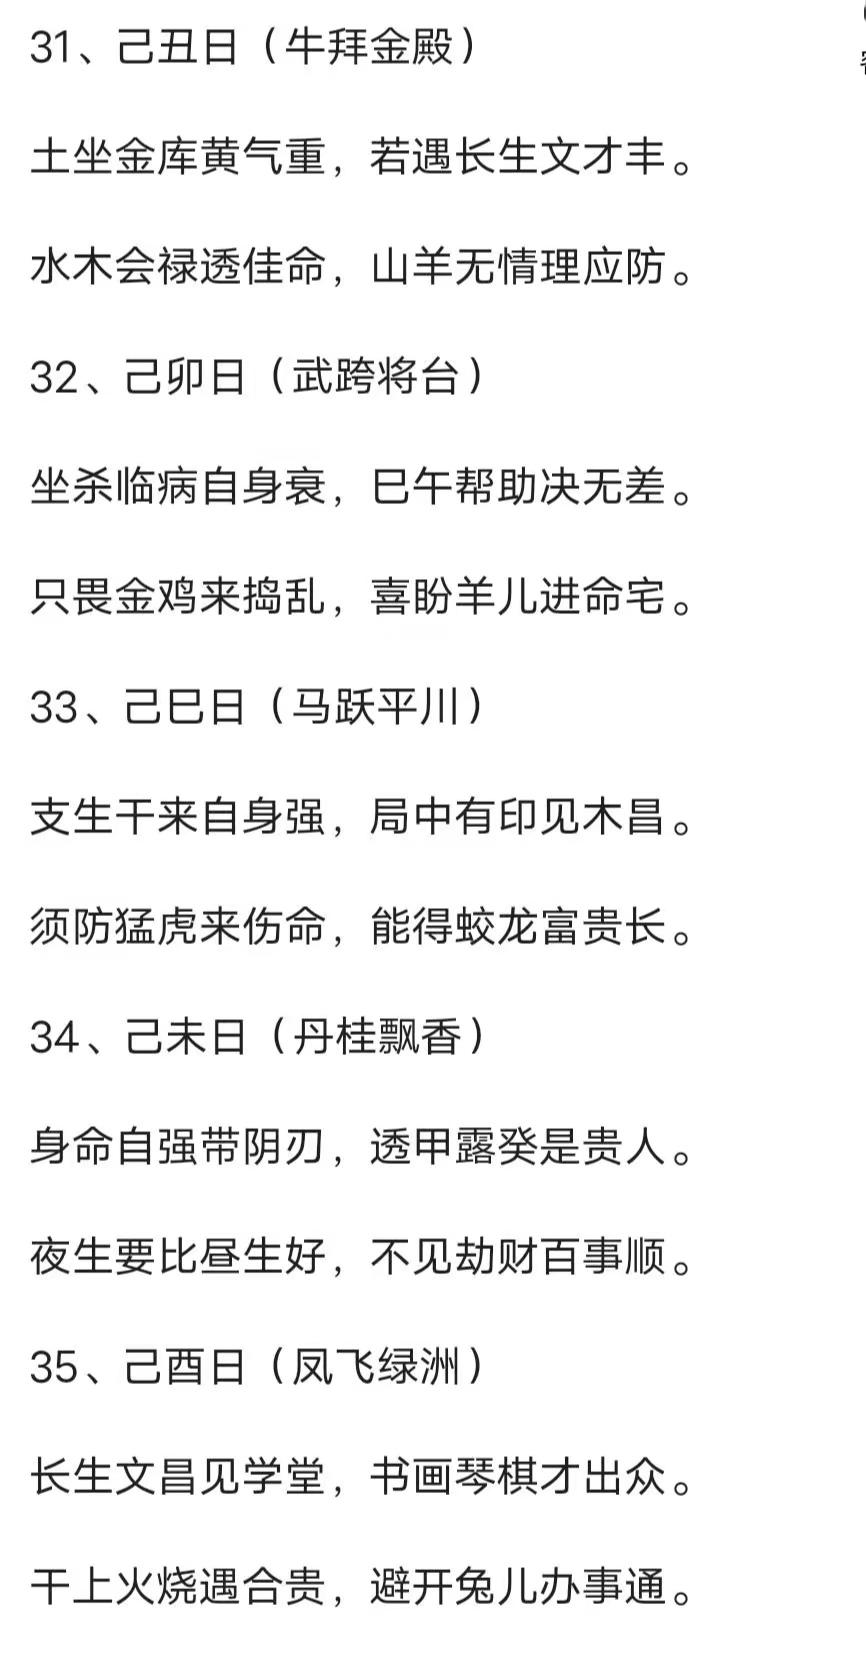 31、己丑日（牛拜金殿）
土坐金库黄气重，若遇长生文才丰。
水木会禄透佳命，山羊无情理应防。
32、己卯日（武跨将台）
坐杀临病自身衰，巳午帮助决无差。
只畏金鸡来捣乱，喜盼羊儿进命宅。
33、己巳日（马跃平川）
支生干来自身强，局中有印见木昌。
须防猛虎来伤命，能得蛟龙富贵长。
34、己未日（丹桂飘香）
身命自强带阴刃，透甲露癸是贵人。
夜生要比昼生好，不见劫财百事顺。
35、己酉日（凤飞绿洲）
长生文昌见学堂，书画琴棋才出众。
干上火烧遇合贵，避开兔儿办事通。